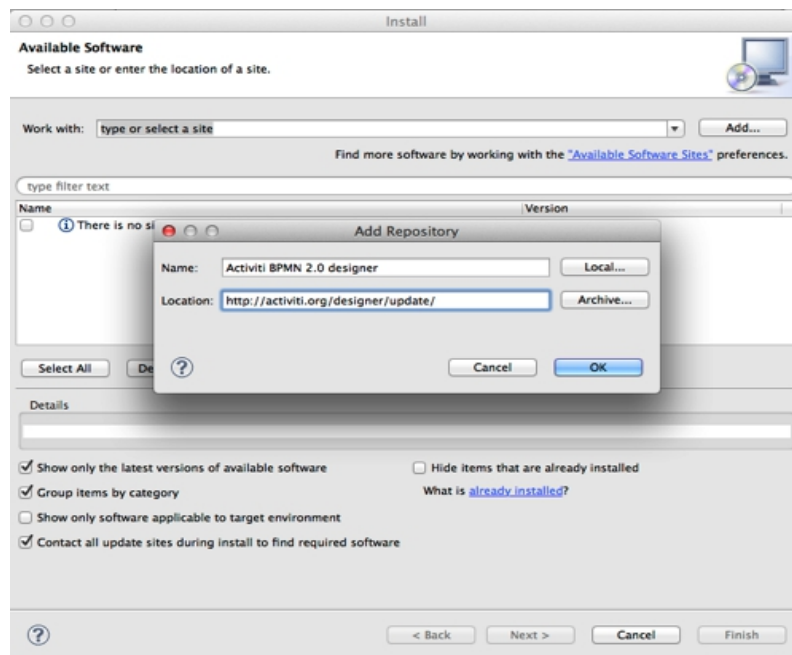 Install
Available Software
Select a site or enter the location of a site.
Work with: type or select a site Add...
Find more software by working with the "Available Software Sites" preferences.
type filter text
Name Version
There is no si
Add Repository
Name: Activiti BPMN 2.0 designer Local...
Location: http://activiti.org/designer/update/ Archive...
Select All De
Cancel OK
Details
Show only the latest versions of available software
Hide items that are already installed
Group items by category
What is already installed?
Show only software applicable to target environment
Contact all update sites during install to find required software
< Back Next > Cancel Finish